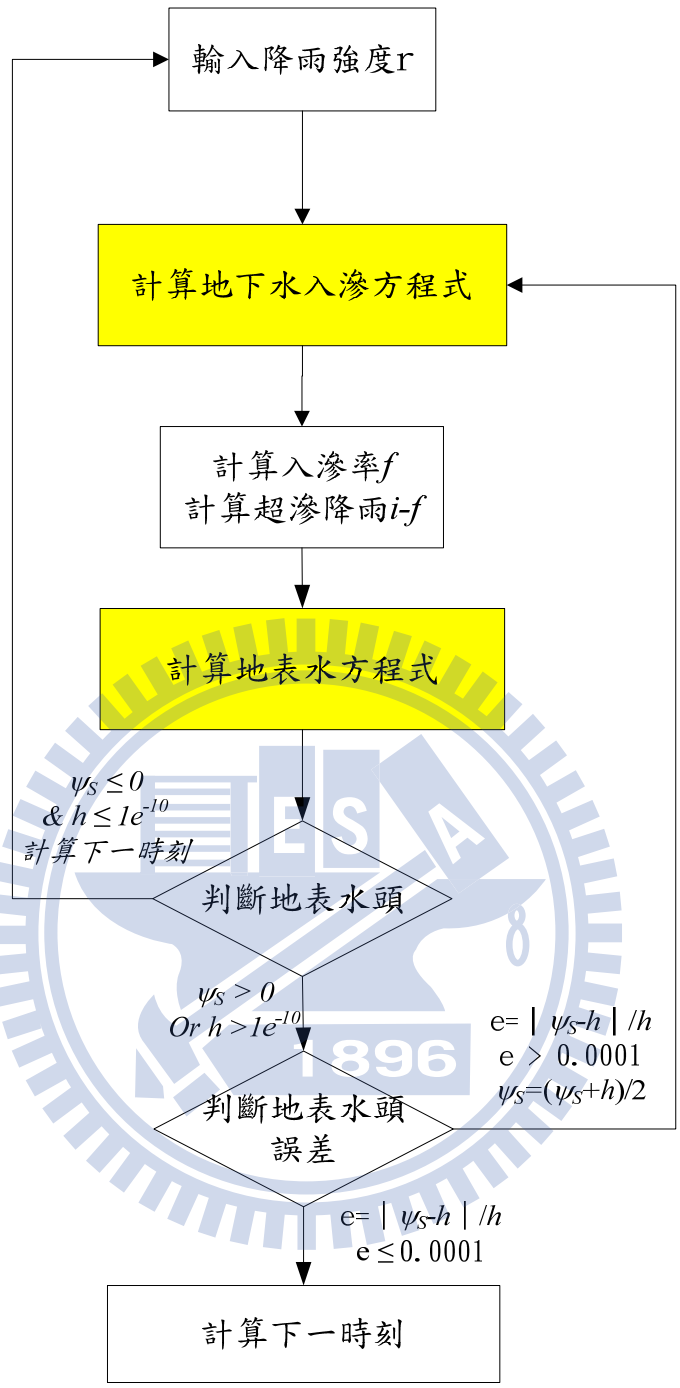 輸入降雨強度r
計算地下水入滲方程式
計算入滲率f
計算超滲降雨i-f
計算地表水方程式
ψS ≤ 0
& h ≤ 1e-10
計算下一時刻
ES
A
判斷地表水頭
ψS > 0
Or h >1e-10
1896
e=|ψS-h|/h
e > 0.0001
ψS=(ψS+h)/2
判斷地表水頭
誤差
e=|ψS-h|/h
e ≤ 0.0001
計算下一時刻